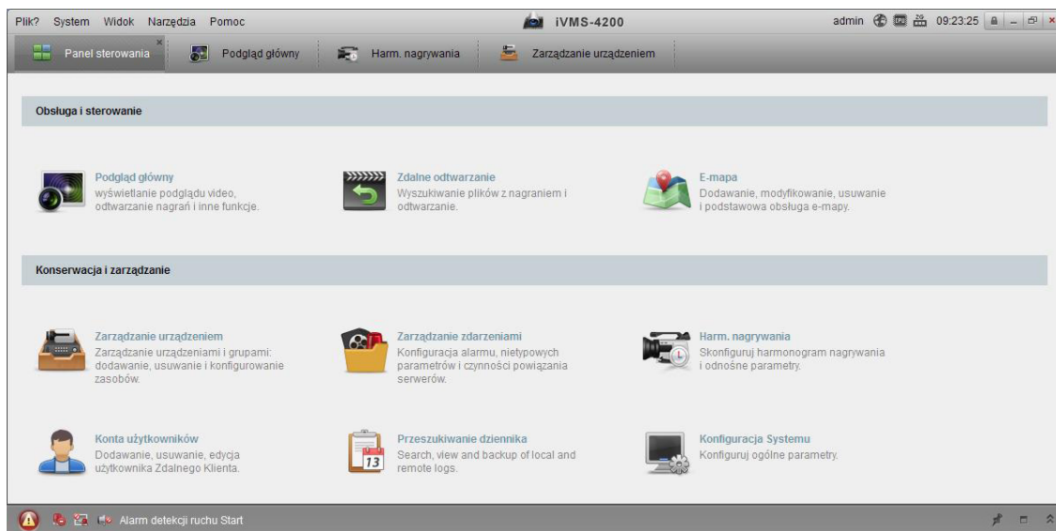 Plik? System Widok Narzędzia Pomoc iVMS-4200 admin 09:23:25
Panel sterowania Podgląd główny Harm. nagrywania Zarządzanie urządzeniem
Obsługa i sterowanie
Podgląd główny
wyświetlanie podglądu video,
odtwarzanie nagrań i inne funkcje.
Zdalne odtwarzanie
Wyszukiwanie plików z nagraniem i
odtwarzanie.
E-mapa
Dodawanie, modyfikowanie, usuwanie
i podstawowa obsługa e-mapy.
Konserwacja i zarządzanie
Zarządzanie urządzeniem
Zarządzanie urządzeniami i grupami:
dodawanie, usuwanie i konfigurowanie
zasobów.
Zarządzanie zdarzeniami
Konfiguracja alarmu, nietypowych
parametrów i czynności powiązania
serwerów.
Harm. nagrywania
Skonfiguruj harmonogram nagrywania
i odnośne parametry.
Konta użytkowników
Dodawanie, usuwanie, edycja
użytkownika Zdalnego Klienta.
Przeszukiwanie dziennika
Search, view and backup of local and
remote logs.
13
Konfiguracja Systemu
Konfiguruj ogólne parametry.
Alarm detekcji ruchu Start